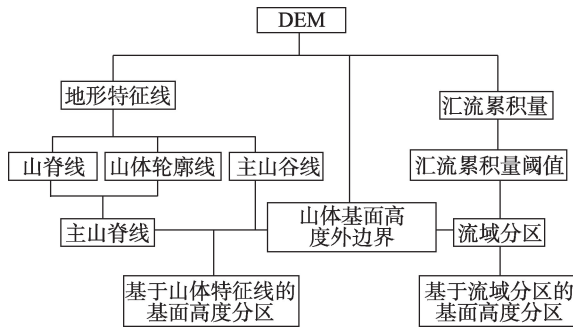 DEM
地形特征线
汇流累积量
山脊线
山体轮廓线
主山谷线
汇流累积量阈值
主山脊线
山体基面高
度外边界
流域分区
基于山体特征线的
基面高度分区
基于流域分区的
基面高度分区